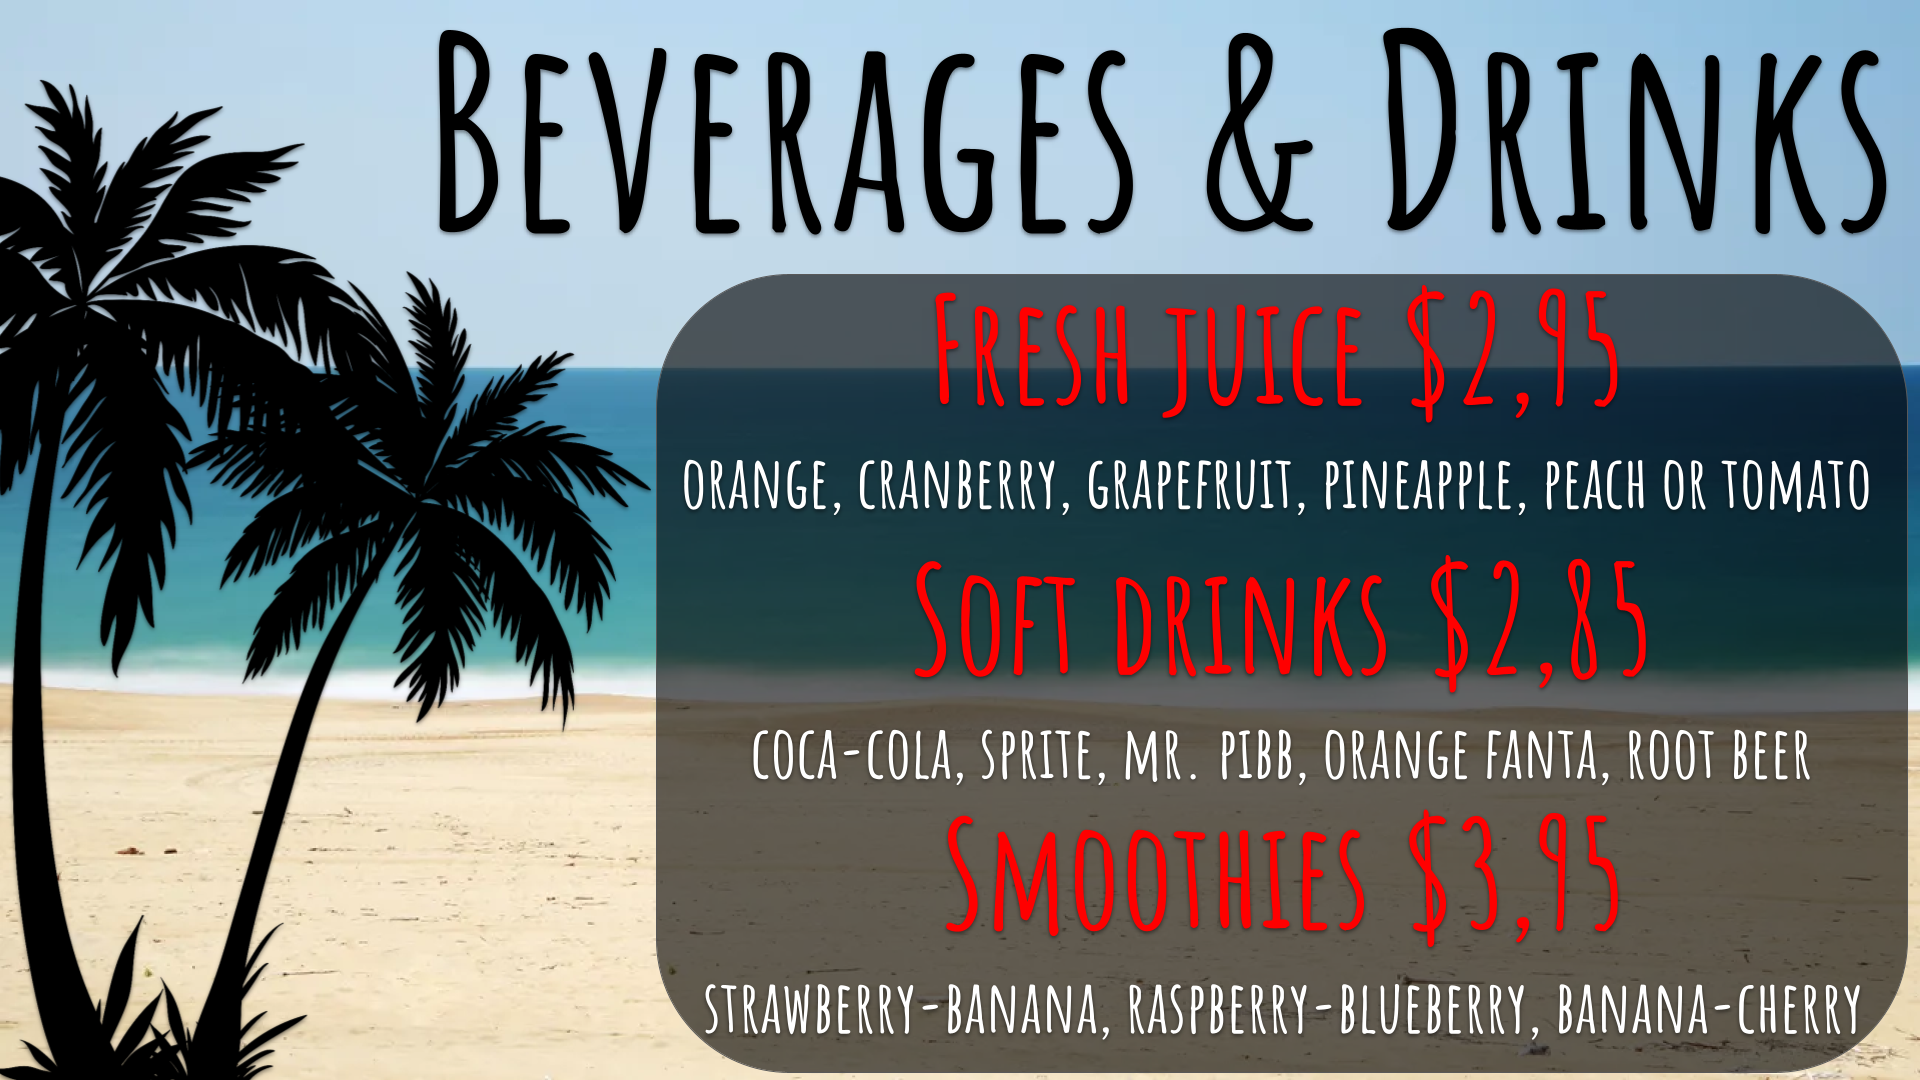 Beverages & Drinks
Fresh juice $2,95
orange, cranberry, grapefruit, pineapple, peach or tomato
Soft drinks $2,85
coca-cola, sprite, mr. pibb, orange fanta, root beer
Smoothies $3,95
strawberry-banana, raspberry-blueberry, banana-cherry